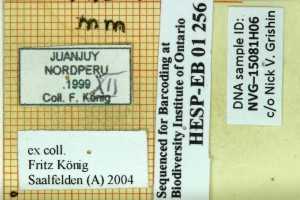 JUANJUY
NORDPERU
.1999 XII
Coll. F. König
ex coll.
Fritz König
Saalfelden (A) 2004
Sequenced for Barcoding at
Biodiversity Institute of Ontario
HESP-EB 01 256
DNA sample ID:
NVG-15081H06
c/o Nick V. Grishin